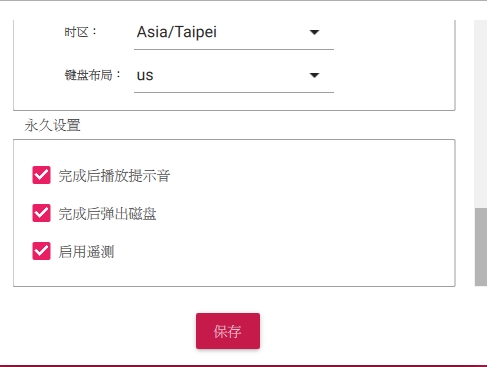 时区： Asia/Taipei
键盘布局： us
永久设置
完成后播放提示音
完成后弹出磁盘
启用遥测
保存